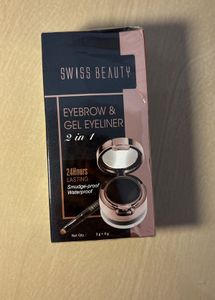 SWISS BEAUTY
EYEBROW &
GEL EYELINER
2 in 1
24Hours
LASTING
Smudge-proof
Waterproof
Net Qty.: